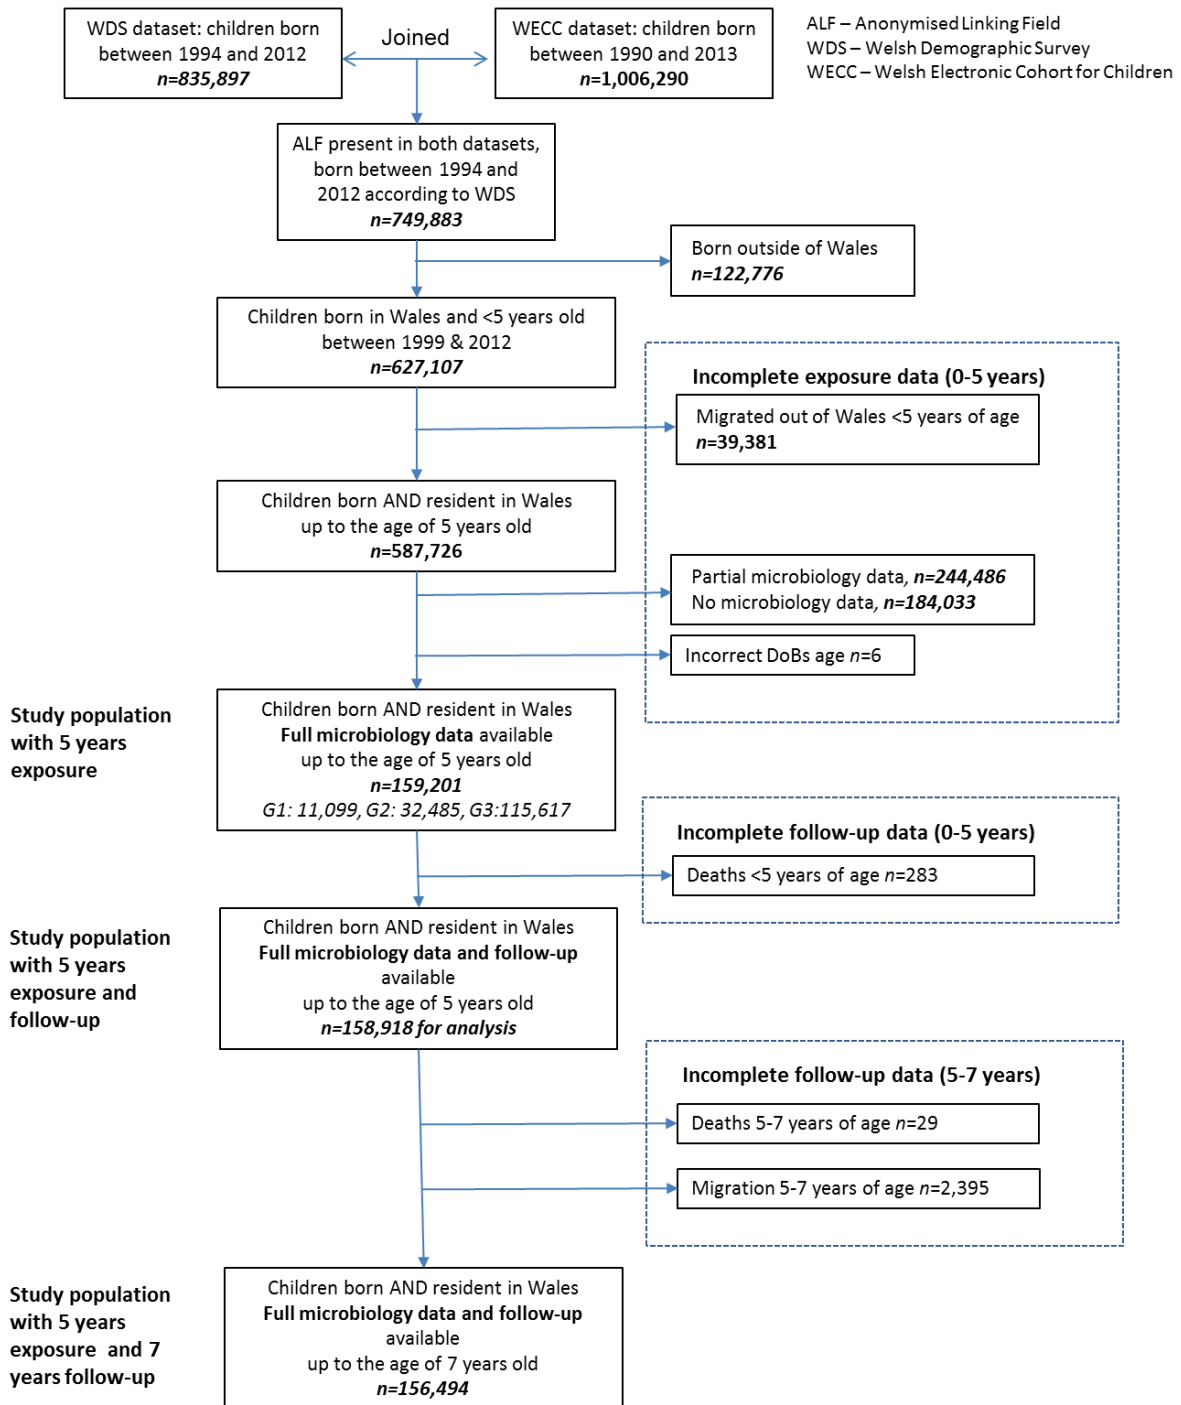 WDS dataset: children born
between 1994 and 2012
n=835,897
Joined
WECC dataset: children born
between 1990 and 2013
n=1,006,290
ALF – Anonymised Linking Field
WDS – Welsh Demographic Survey
WECC – Welsh Electronic Cohort for Children
ALF present in both datasets,
born between 1994 and
2012 according to WDS
n=749,883
Born outside of Wales
n=122,776
Children born in Wales and <5 years old
between 1999 & 2012
n=627,107
Incomplete exposure data (0-5 years)
Migrated out of Wales <5 years of age
n=39,381
Children born AND resident in Wales
up to the age of 5 years old
n=587,726
Partial microbiology data, n=244,486
No microbiology data, n=184,033
Incorrect DoBs age n=6
Study population
with 5 years
exposure
Children born AND resident in Wales
Full microbiology data available
up to the age of 5 years old
n=159,201
G1: 11,099, G2: 32,485, G3:115,617
Incomplete follow-up data (0-5 years)
Deaths <5 years of age n=283
Study population
with 5 years
exposure and
follow-up
Children born AND resident in Wales
Full microbiology data and follow-up
available
up to the age of 5 years old
n=158,918 for analysis
Incomplete follow-up data (5-7 years)
Deaths 5-7 years of age n=29
Migration 5-7 years of age n=2,395
Study population
with 5 years
exposure and 7
years follow-up
Children born AND resident in Wales
Full microbiology data and follow-up
available
up to the age of 7 years old
n=156,494